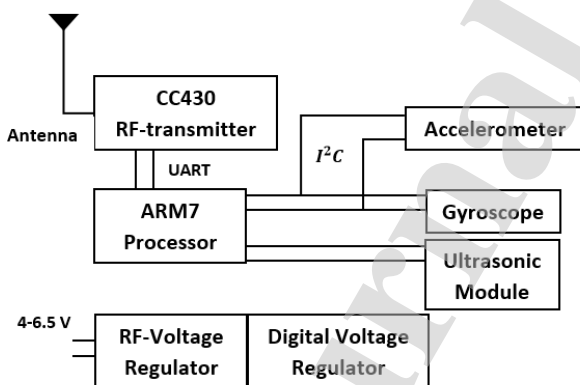 CC430
RF-transmitter
Antenna
Accelerometer
I²C
UART
ARM7
Processor
Gyroscope
Ultrasonic
Module
4-6.5 V
RF-Voltage
Regulator
Digital Voltage
Regulator